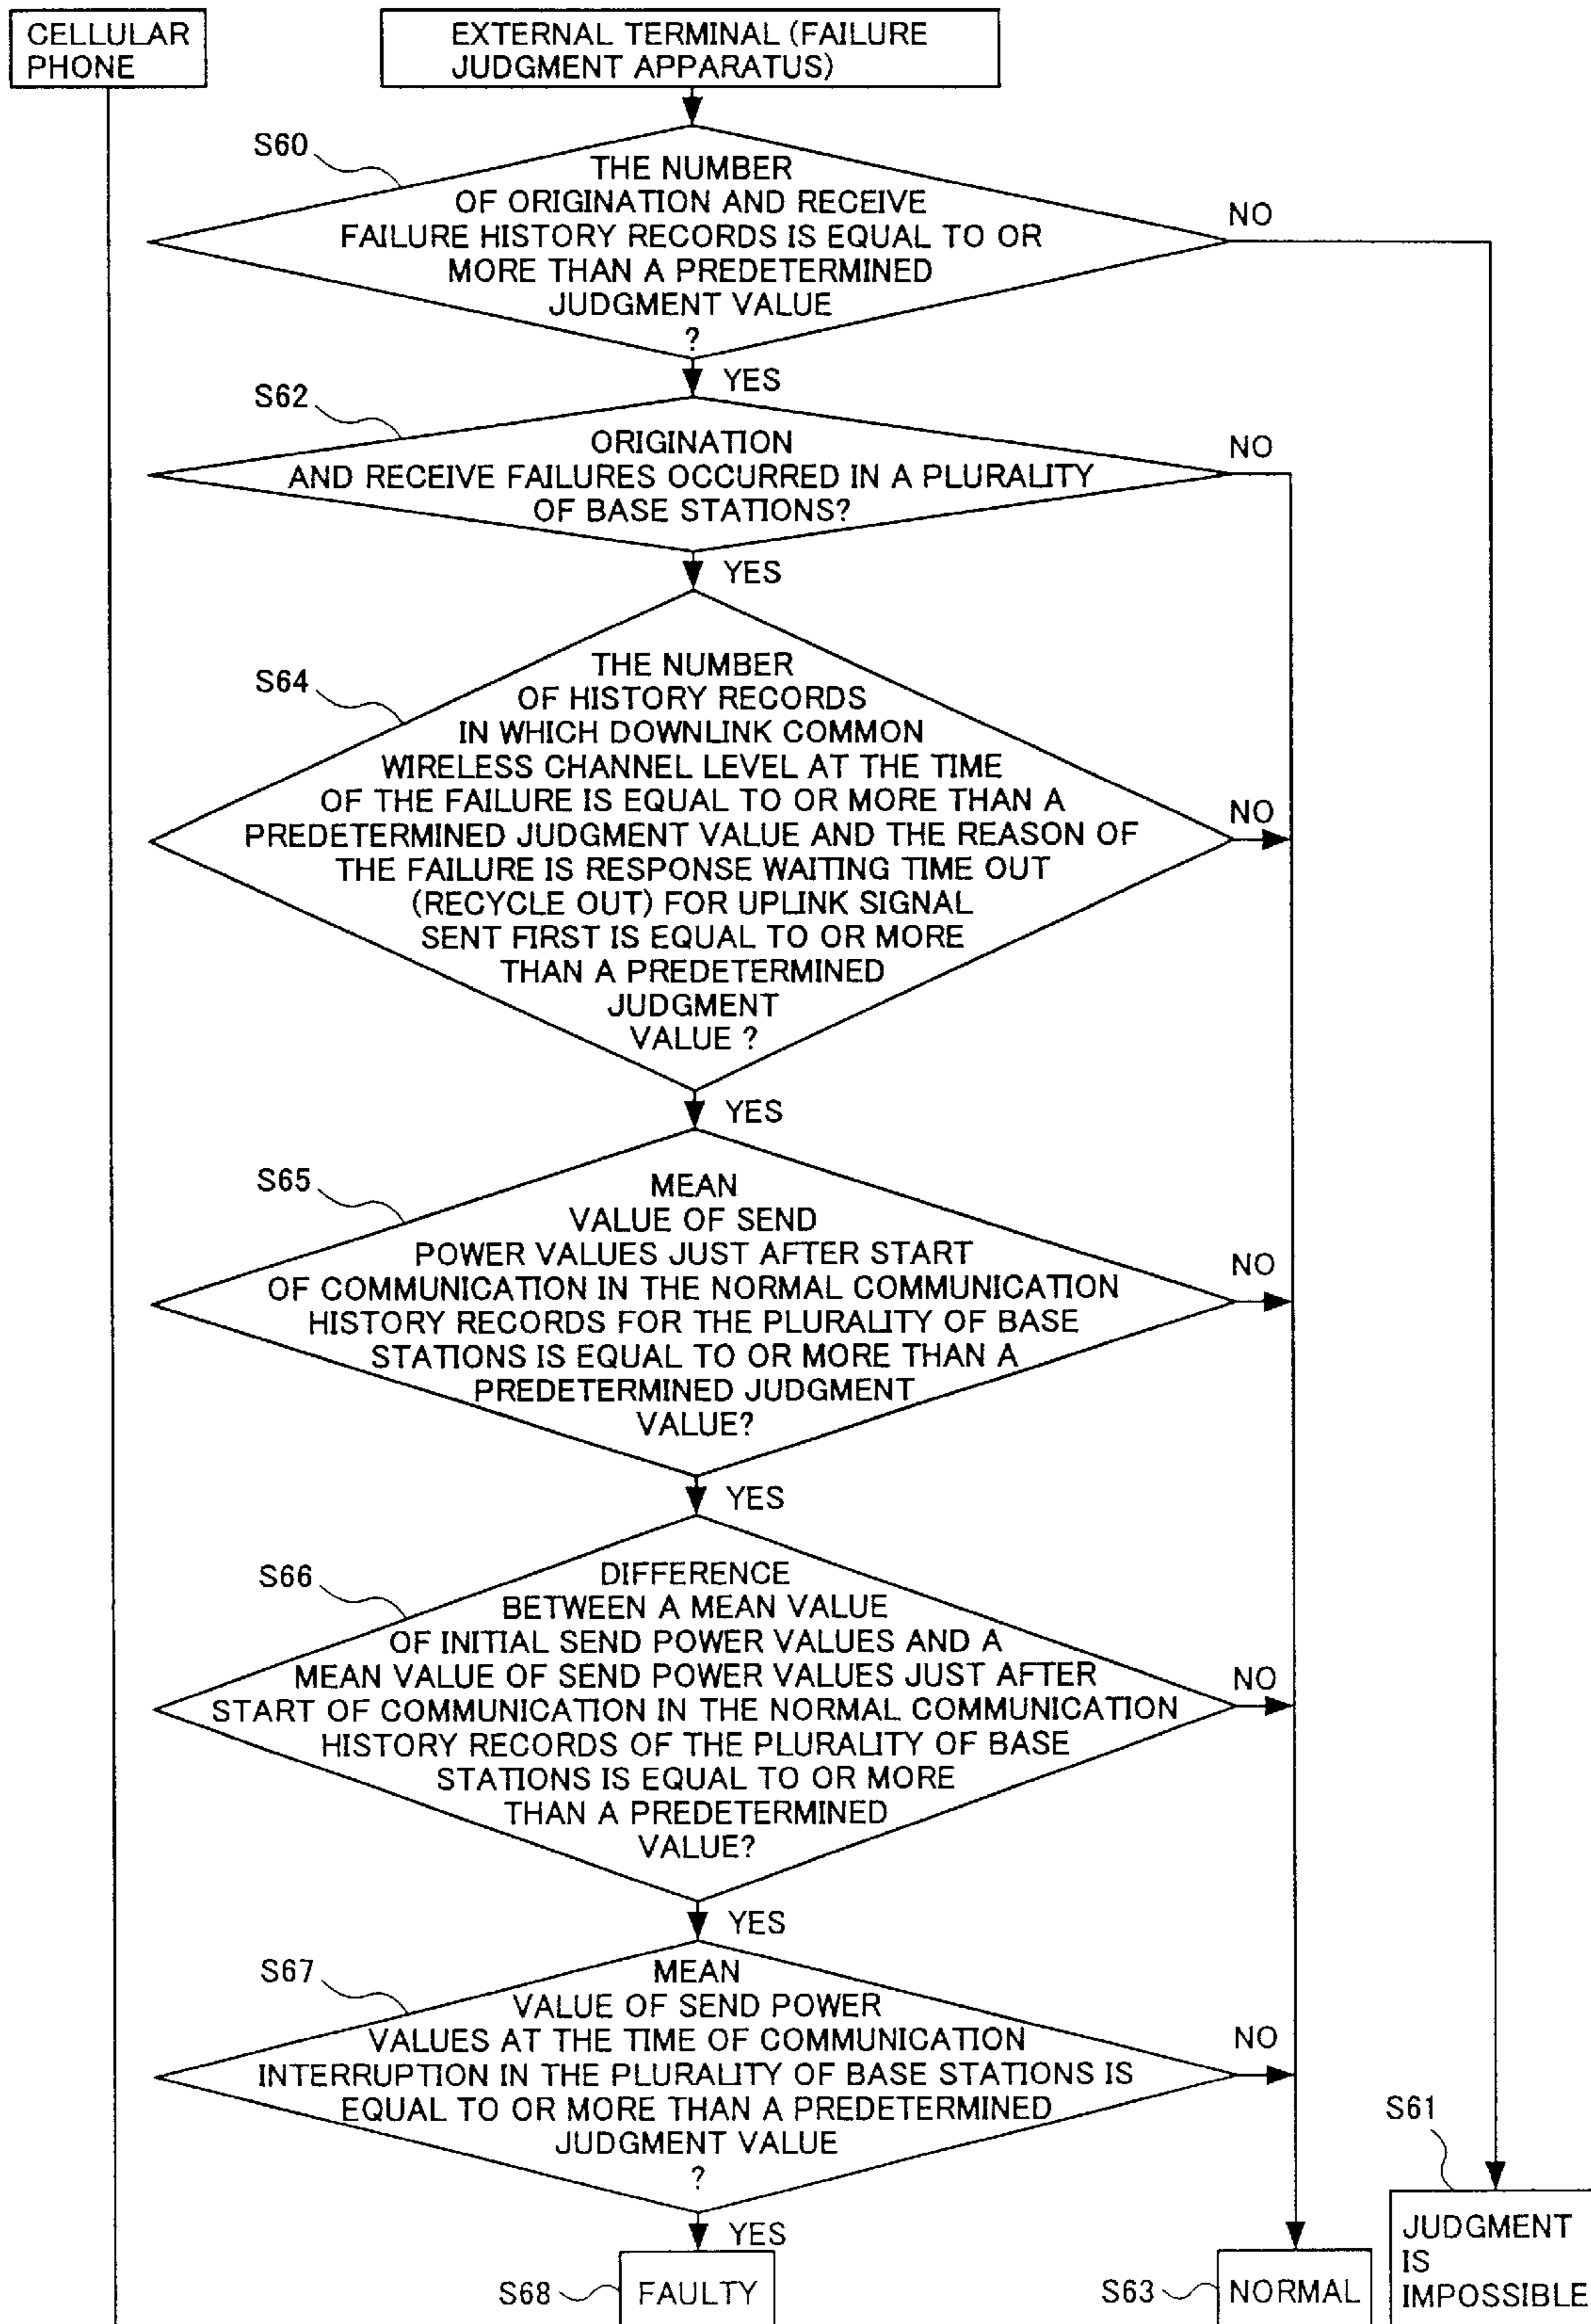 CELLULAR
PHONE
EXTERNAL TERMINAL (FAILURE
JUDGMENT APPARATUS)
S60
THE NUMBER
OF ORIGINATION AND RECEIVE
FAILURE HISTORY RECORDS IS EQUAL TO OR
MORE THAN A PREDETERMINED
JUDGMENT VALUE
?
NO
YES
S62
ORIGINATION
AND RECEIVE FAILURES OCCURRED IN A PLURALITY
OF BASE STATIONS?
NO
YES
S64
THE NUMBER
OF HISTORY RECORDS
IN WHICH DOWNLINK COMMON
WIRELESS CHANNEL LEVEL AT THE TIME
OF THE FAILURE IS EQUAL TO OR MORE THAN A
PREDETERMINED JUDGMENT VALUE AND THE REASON OF
THE FAILURE IS RESPONSE WAITING TIME OUT
(RECYCLE OUT) FOR UPLINK SIGNAL
SENT FIRST IS EQUAL TO OR MORE
THAN A PREDETERMINED
JUDGMENT
VALUE ?
NO
YES
S65
MEAN
VALUE OF SEND
POWER VALUES JUST AFTER START
OF COMMUNICATION IN THE NORMAL COMMUNICATION
HISTORY RECORDS FOR THE PLURALITY OF BASE
STATIONS IS EQUAL TO OR MORE THAN A
PREDETERMINED JUDGMENT
VALUE?
NO
YES
S66
DIFFERENCE
BETWEEN A MEAN VALUE
OF INITIAL SEND POWER VALUES AND A
MEAN VALUE OF SEND POWER VALUES JUST AFTER
START OF COMMUNICATION IN THE NORMAL COMMUNICATION
HISTORY RECORDS OF THE PLURALITY OF BASE
STATIONS IS EQUAL TO OR MORE
THAN A PREDETERMINED
VALUE?
NO
YES
S67
MEAN
VALUE OF SEND POWER
VALUES AT THE TIME OF COMMUNICATION
INTERRUPTION IN THE PLURALITY OF BASE STATIONS IS
EQUAL TO OR MORE THAN A PREDETERMINED
JUDGMENT VALUE
?
NO
YES
S68
FAULTY
S63
NORMAL
S61
JUDGMENT
IS
IMPOSSIBLE